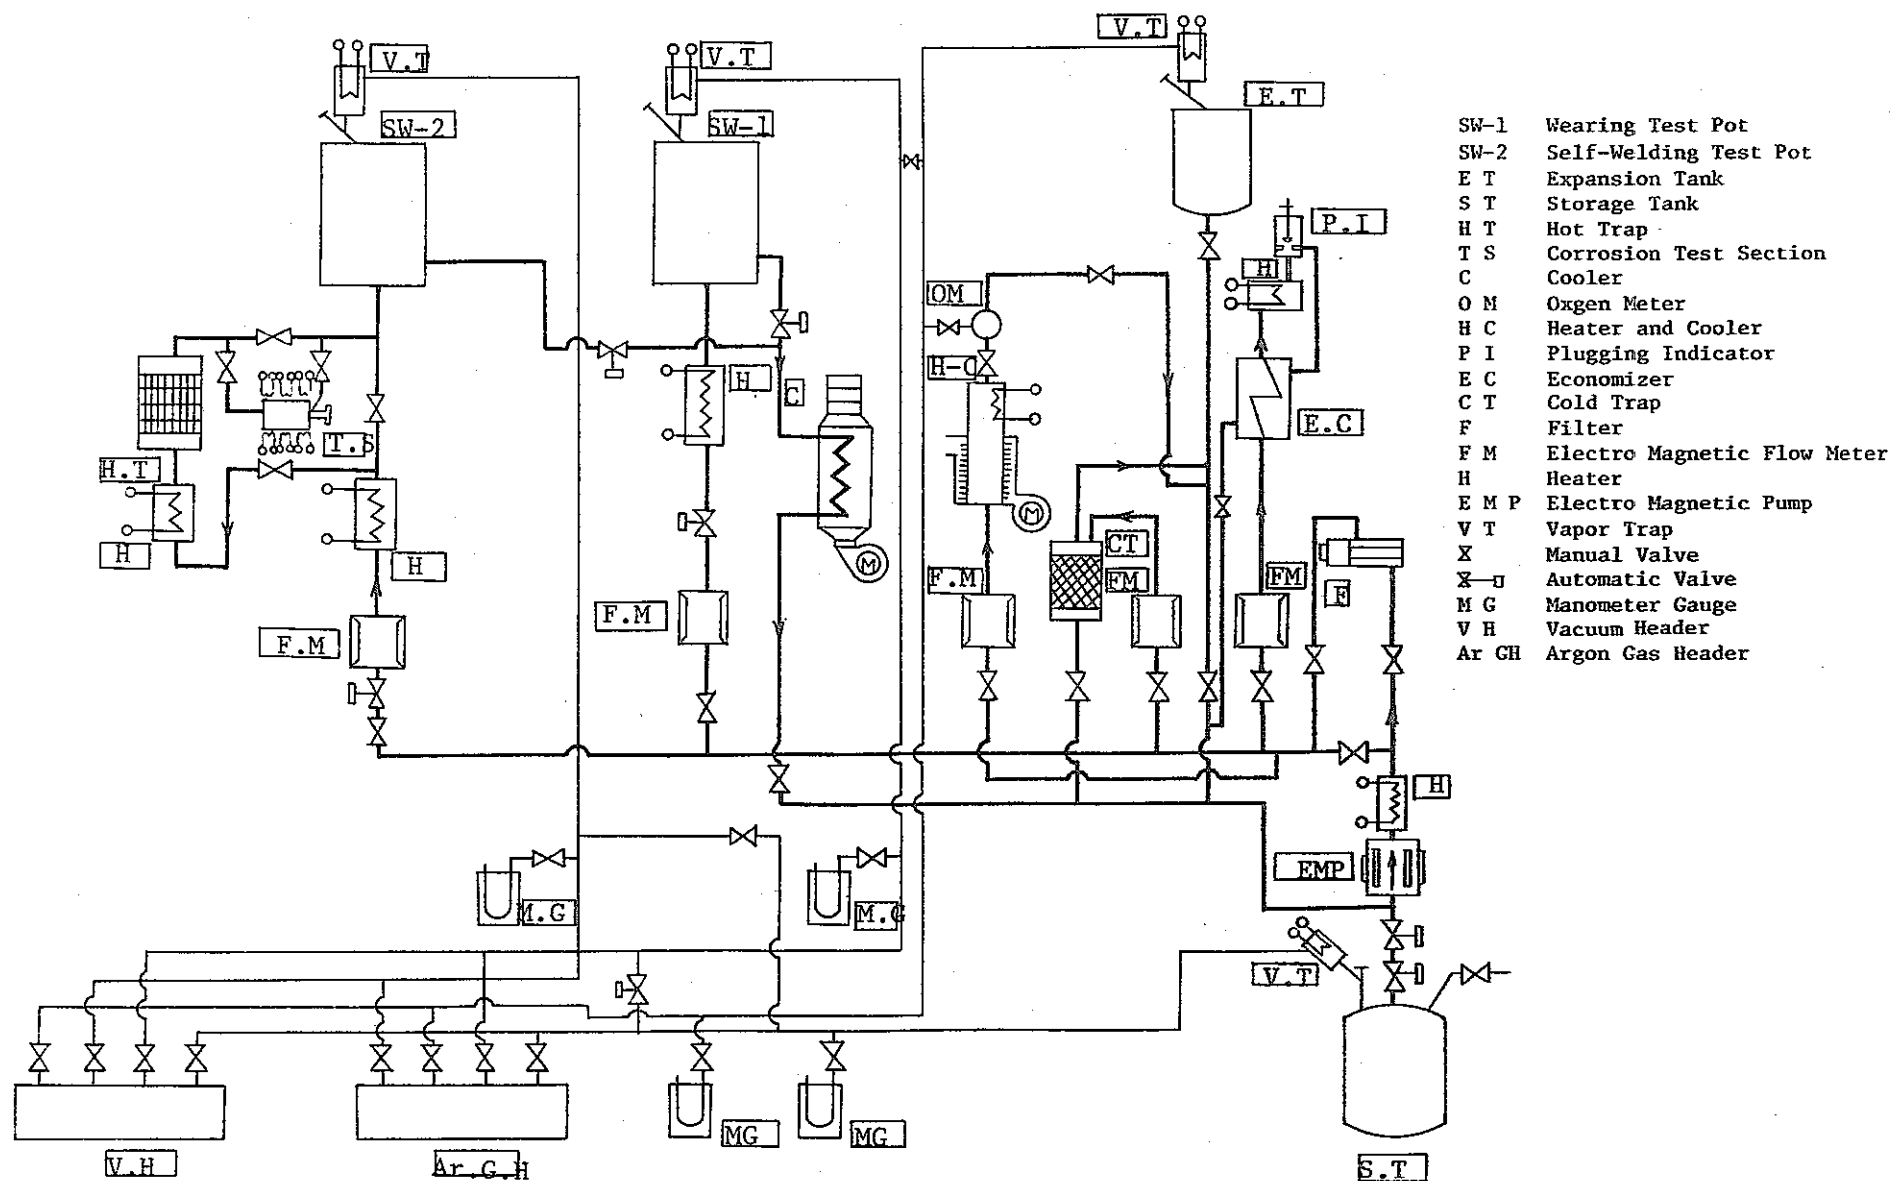 V.T
V.T
V.T
SW-2
SW-1
E.T
P.I
H
OM
H-C
H
C
E.C
T.S
H.T
H
H
M
M
CT
FM
F.M
FM
F
F.M
F.M
H
EMP
M.G
M.G
V.T
MG
MG
V.H
Ar.G.H
S.T
SW-1 Wearing Test Pot
SW-2 Self-Welding Test Pot
E T Expansion Tank
S T Storage Tank
H T Hot Trap
T S Corrosion Test Section
C Cooler
O M Oxgen Meter
H C Heater and Cooler
P I Plugging Indicator
E C Economizer
C T Cold Trap
F Filter
F M Electro Magnetic Flow Meter
H Heater
E M P Electro Magnetic Pump
V T Vapor Trap
Manual Valve
Automatic Valve
M G Manometer Gauge
V H Vacuum Header
Ar GH Argon Gas Header